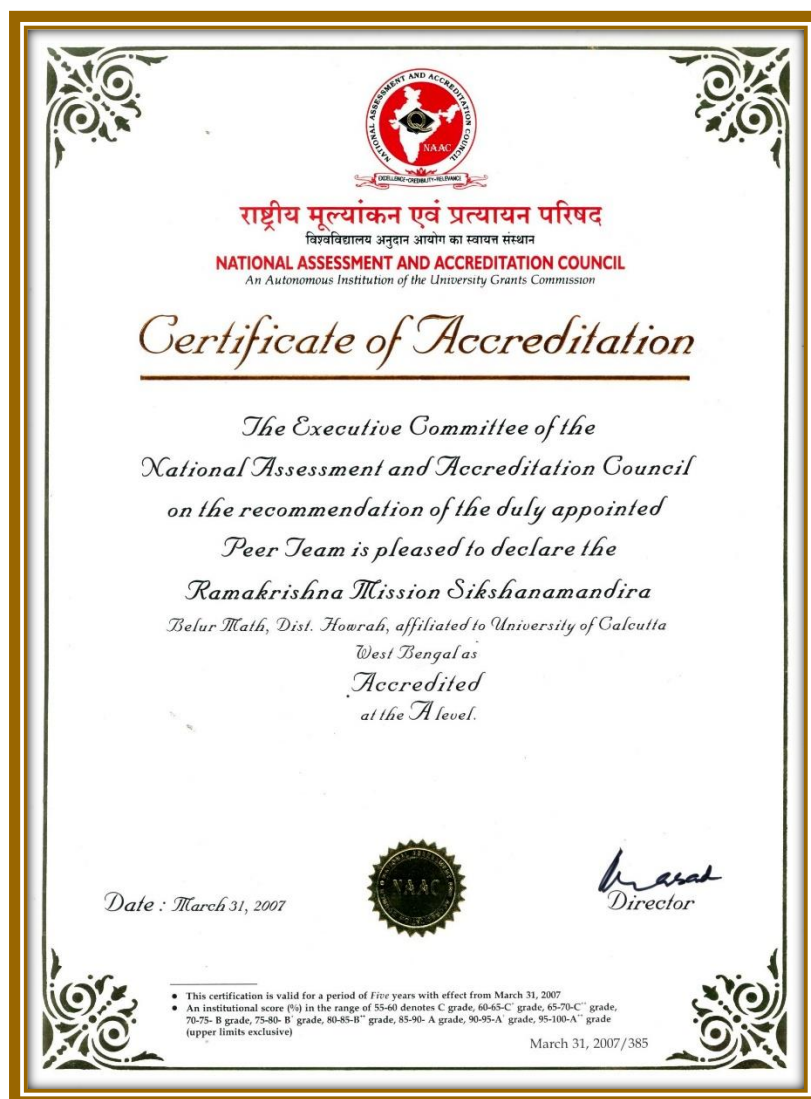 NATIONAL ASSESSMENT AND ACCREDITATION COUNCIL
NAAC
EXCELLENCE-CREDIBILITY-RELEVANCE
राष्ट्रीय मूल्यांकन एवं प्रत्यायन परिषद
विश्वविद्यालय अनुदान आयोग का स्वायत्त संस्थान
NATIONAL ASSESSMENT AND ACCREDITATION COUNCIL
An Autonomous Institution of the University Grants Commission
Certificate of Accreditation
The Executive Committee of the
National Assessment and Accreditation Council
on the recommendation of the duly appointed
Peer Team is pleased to declare the
Ramakrishna Mission Sikshanamandira
Belur Math, Dist. Howrah, affiliated to University of Calcutta
West Bengal as
Accredited
at the A level.
NAAC
Date : March 31, 2007
Director
• This certification is valid for a period of Five years with effect from March 31, 2007
• An institutional score (%) in the range of 55-60 denotes C grade, 60-65-C⁺ grade, 65-70-C⁺⁺ grade,
70-75- B grade, 75-80- B⁺ grade, 80-85-B⁺⁺ grade, 85-90- A grade, 90-95-A⁺ grade, 95-100-A⁺⁺ grade
(upper limits exclusive)
March 31, 2007/385